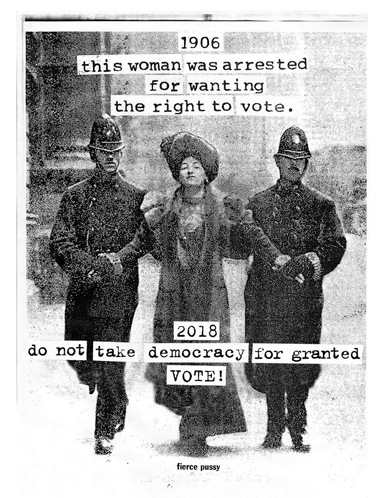 1906
this woman was arrested
for wanting
the right to vote.
2018
do not take democracy for granted
VOTE!
fierce pussy